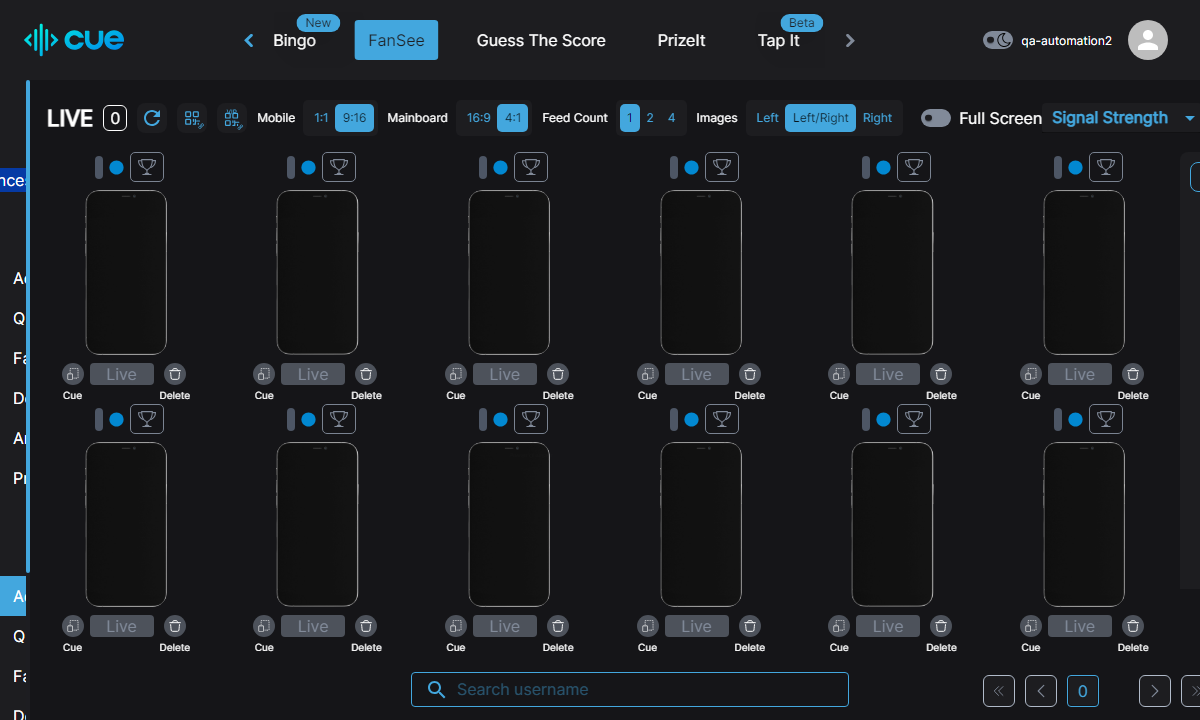 cue
New
Beta
Bingo
FanSee
Guess The Score
PrizeIt
Tap It
qa-automation2
LIVE 0
Mobile 1:1 9:16
Mainboard 16:9 4:1
Feed Count 1 2 4
Images Left Left/Right Right
Full Screen
Signal Strength
Live Live Live Live Live Live
Cue Delete Cue Delete Cue Delete Cue Delete Cue Delete Cue Delete
Live Live Live Live Live Live
Cue Delete Cue Delete Cue Delete Cue Delete Cue Delete Cue Delete
Search username
0